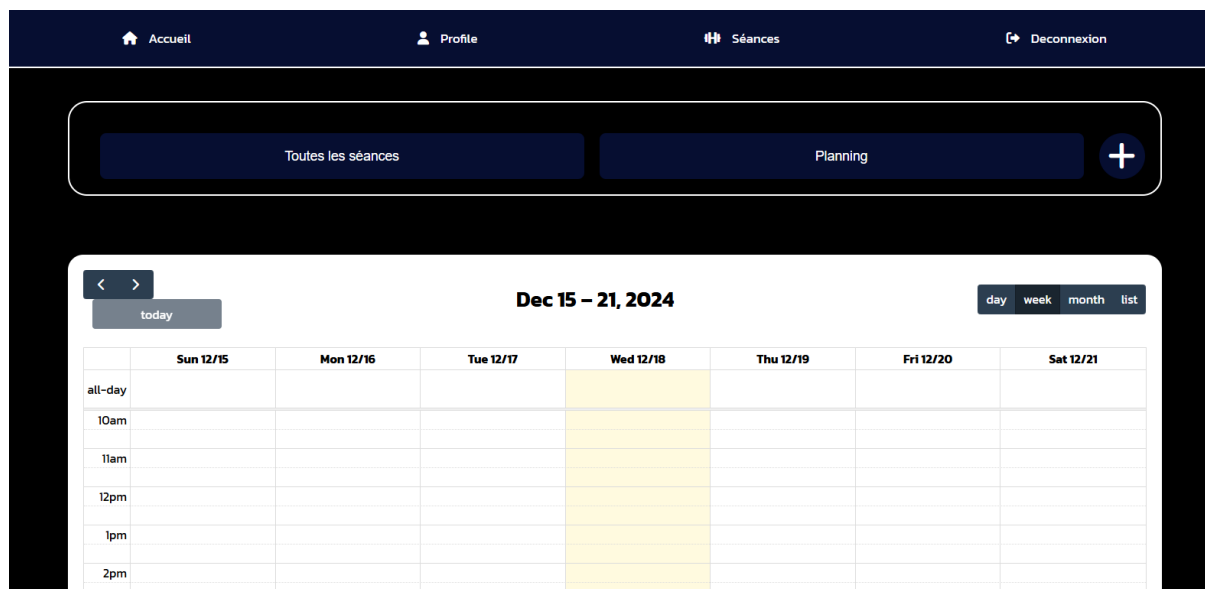 Accueil Profile Séances Deconnexion
Toutes les séances Planning
today
Dec 15 – 21, 2024
day week month list
Sun 12/15 Mon 12/16 Tue 12/17 Wed 12/18 Thu 12/19 Fri 12/20 Sat 12/21
all-day
10am
11am
12pm
1pm
2pm